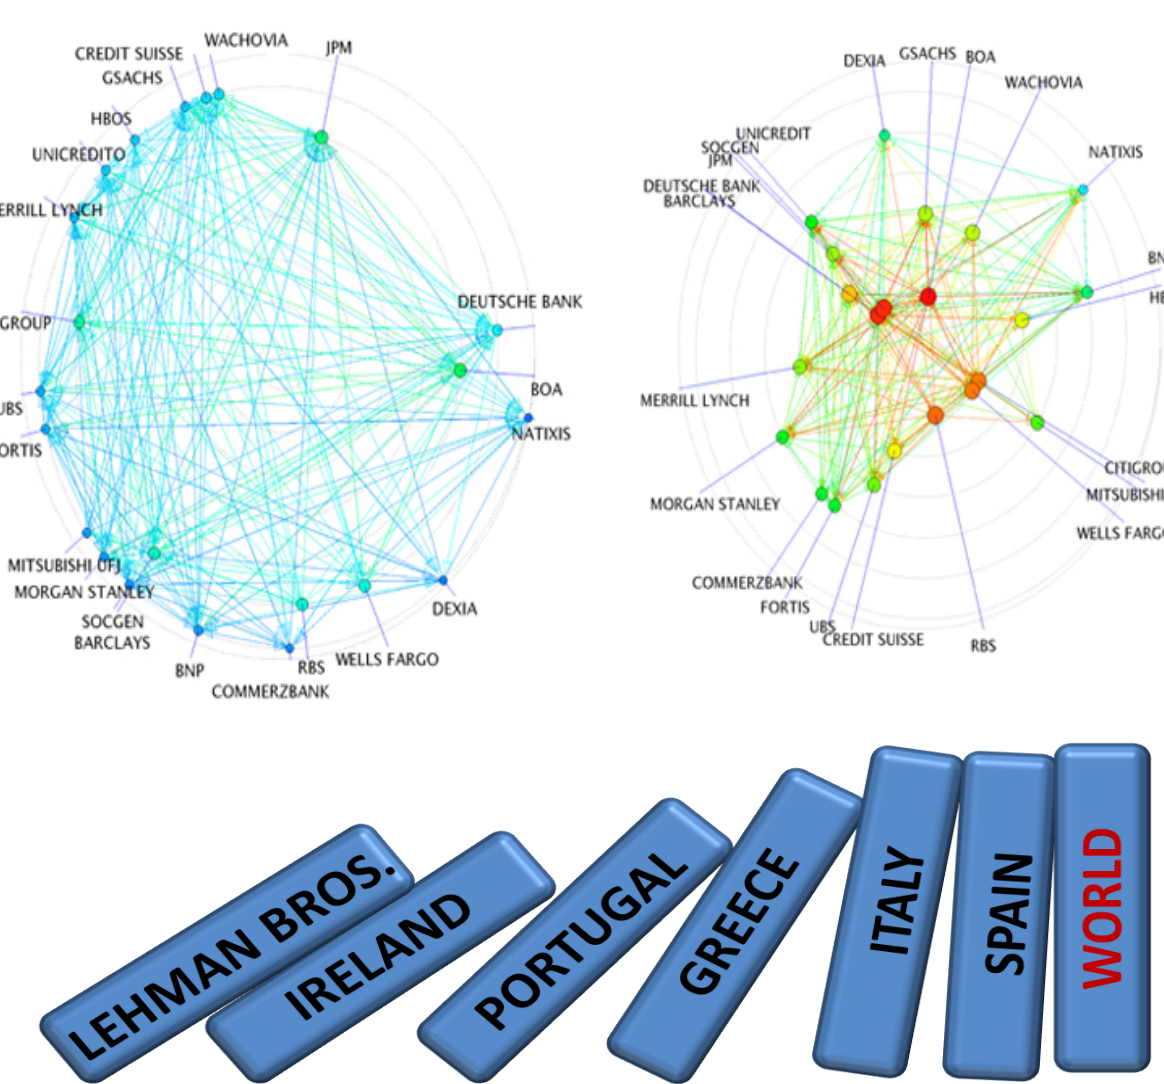 WACHOVIA
CREDIT SUISSE
JPM
GSACHS
HBOS
UNICREDITO
ERRILL LYNCH
DEUTSCHE BANK
GROUP
BOA
UBS
NATIXIS
ORTIS
MITSUBISHI UFJ
MORGAN STANLEY
SOCGEN
BARCLAYS
DEXIA
BNP
RBS
WELLS FARGO
COMMERZBANK
DEXIA
GSACHS
BOA
WACHOVIA
UNICREDIT
SOCGEN
JPM
NATIXIS
DEUTSCHE BANK
BARCLAYS
BN
HB
MERRILL LYNCH
CITIGRO
MITSUBISHI
MORGAN STANLEY
WELLS FARGO
COMMERZBANK
FORTIS
UBS
CREDIT SUISSE
RBS
LEHMAN BROS.
IRELAND
PORTUGAL
GREECE
ITALY
SPAIN
WORLD